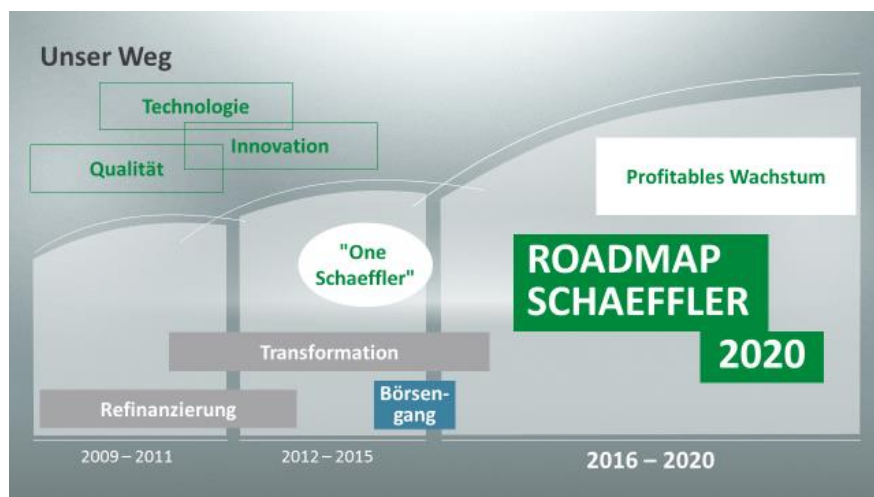 Unser Weg
Technologie
Innovation
Qualität
Profitables Wachstum
"One
Schaeffler"
ROADMAP
SCHAEFFLER
2020
Transformation
Refinanzierung
Börsen-
gang
2009 – 2011
2012 – 2015
2016 – 2020